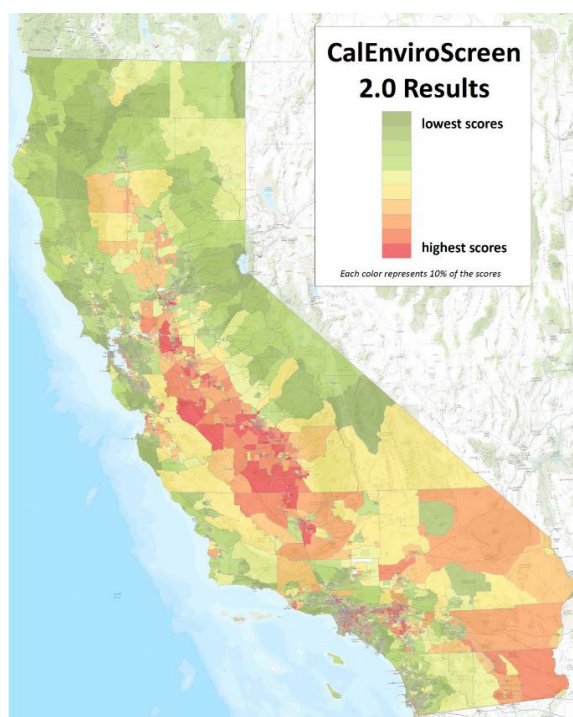 CalEnviroScreen
2.0 Results
lowest scores
highest scores
Each color represents 10% of the scores